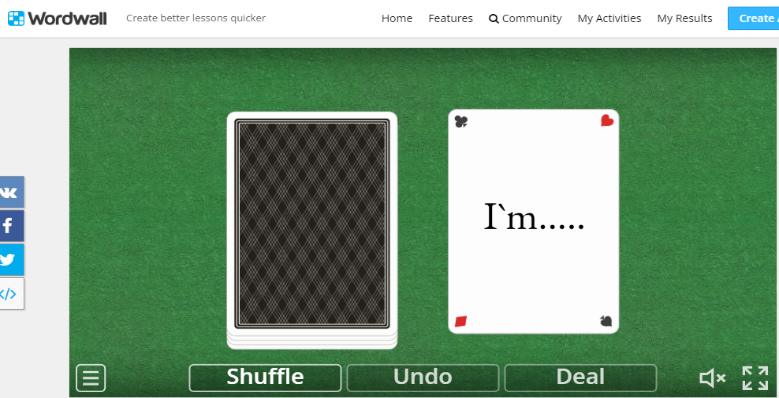 Wordwall
Create better lessons quicker
Home Features Community My Activities My Results Create
I`m.....
Shuffle Undo Deal